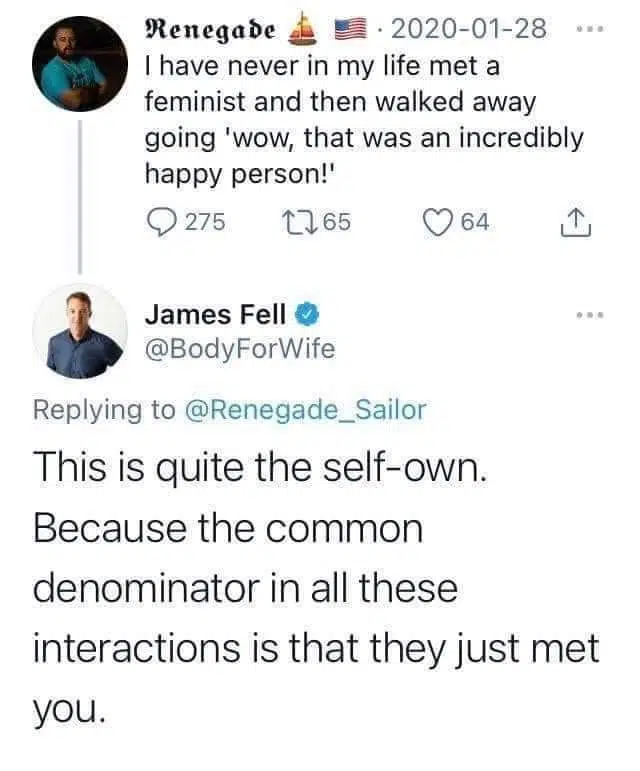 𝕽𝖊𝖓𝖊𝖌𝖆𝖉𝖊 ⛵ 🇺🇸 · 2020-01-28 ...
I have never in my life met a
feminist and then walked away
going 'wow, that was an incredibly
happy person!'
275 65 64
James Fell
@BodyForWife
Replying to @Renegade_Sailor
This is quite the self-own.
Because the common
denominator in all these
interactions is that they just met
you.